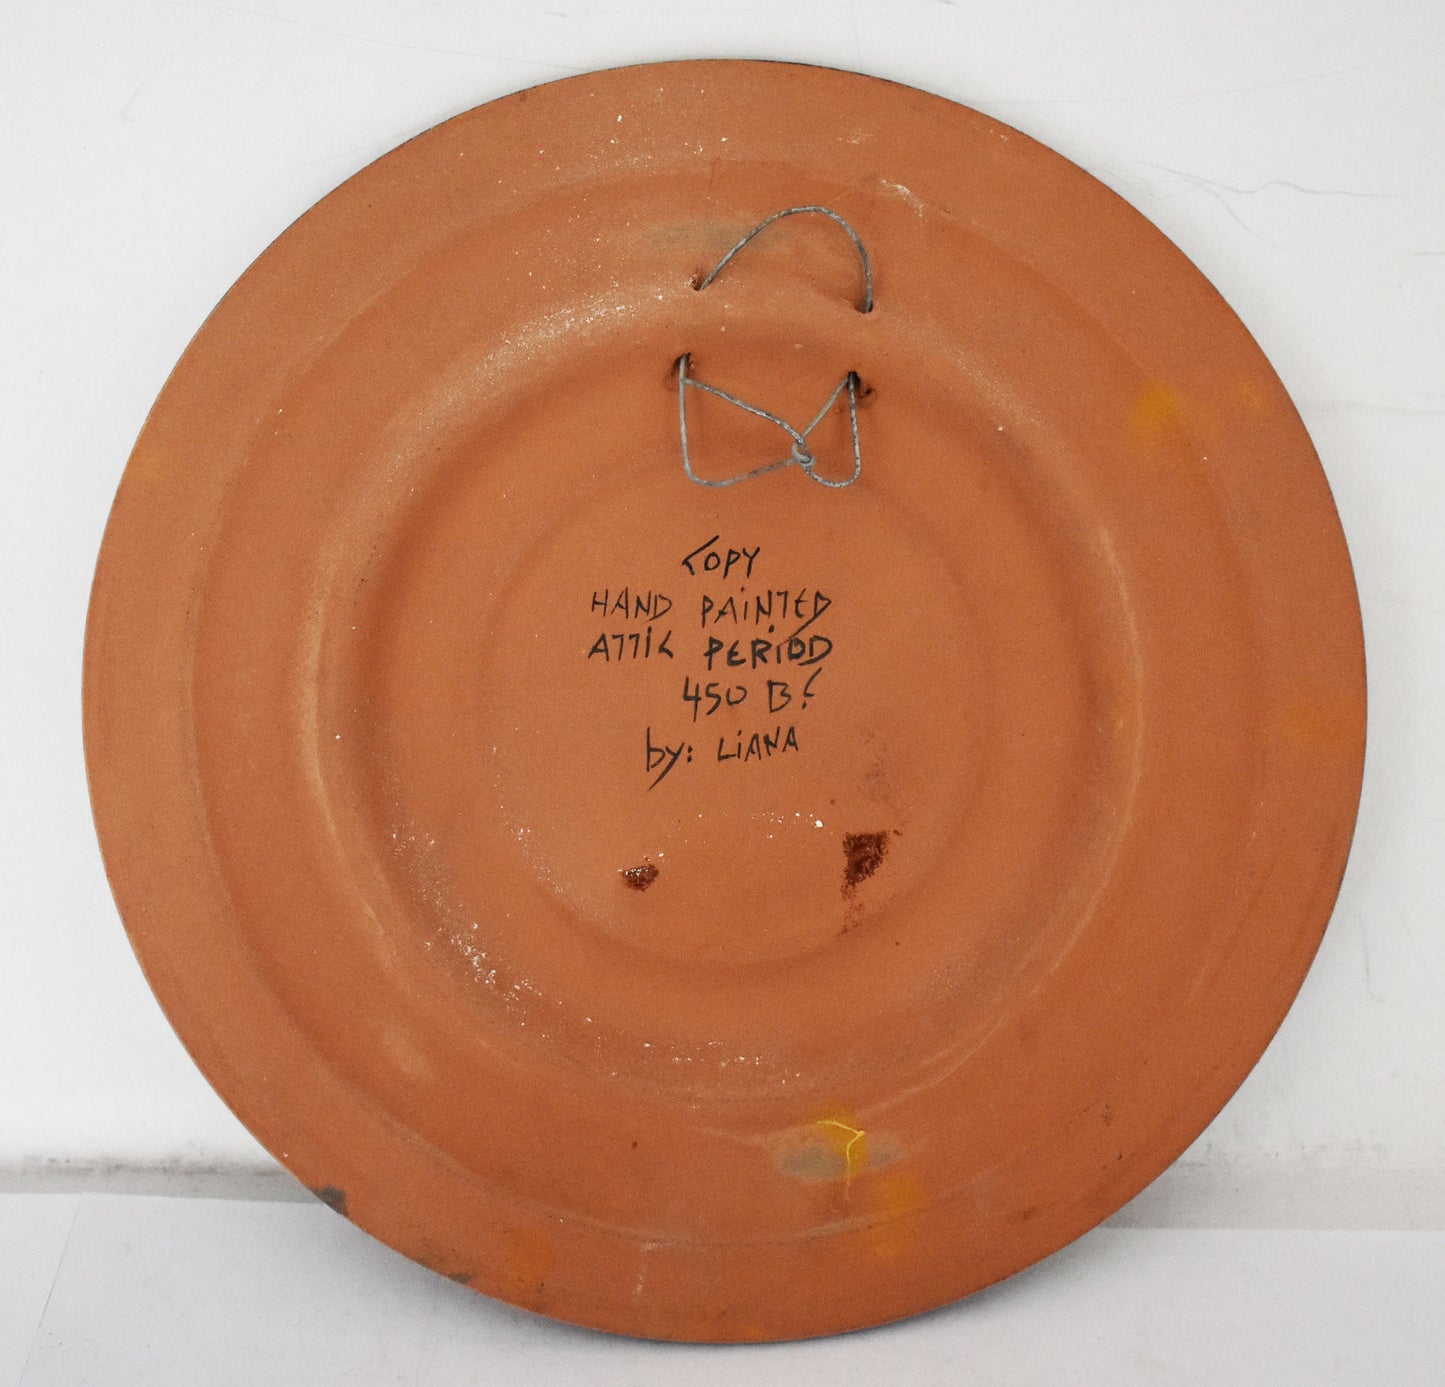 COPY
HAND PAiNTED
ATTiC PERiOD
450 BC
by: LiANA